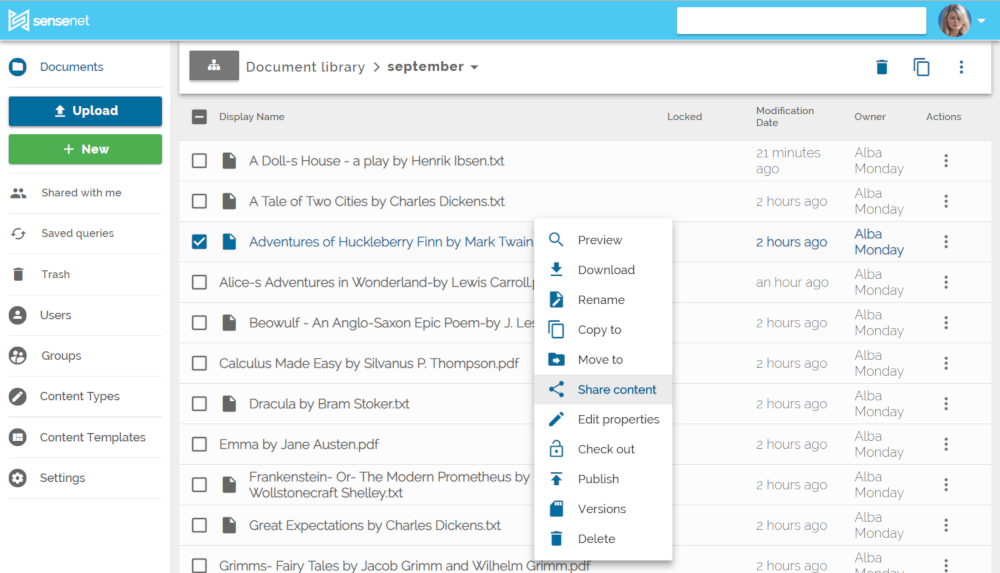 sensenet
Documents
Upload
New
Shared with me
Saved queries
Trash
Users
Groups
Content Types
Content Templates
Settings
Document library > september
Display Name
Locked
Modification
Date
Owner
Actions
A Doll-s House - a play by Henrik Ibsen.txt
21 minutes
ago
Alba
Monday
A Tale of Two Cities by Charles Dickens.txt
2 hours ago
Alba
Monday
Adventures of Huckleberry Finn by Mark Twain
2 hours ago
Alba
Monday
Alice-s Adventures in Wonderland-by Lewis Carroll.
an hour ago
Alba
Monday
Beowulf - An Anglo-Saxon Epic Poem-by J.
2 hours ago
Alba
Monday
Calculus Made Easy by Silvanus P. Thompson.pdf
2 hours ago
Alba
Monday
Dracula by Bram Stoker.txt
2 hours ago
Alba
Monday
Emma by Jane Austen.pdf
2 hours ago
Alba
Monday
Frankenstein- Or- The Modern Prometheus by
Wollstonecraft Shelley.txt
2 hours ago
Alba
Monday
Great Expectations by Charles Dickens.txt
2 hours ago
Alba
Monday
Grimms- Fairy Tales by Jacob Grimm and Wilhelm Grimm.pdf
2 hours ago
Alba
Preview
Download
Rename
Copy to
Move to
Share content
Edit properties
Check out
Publish
Versions
Delete